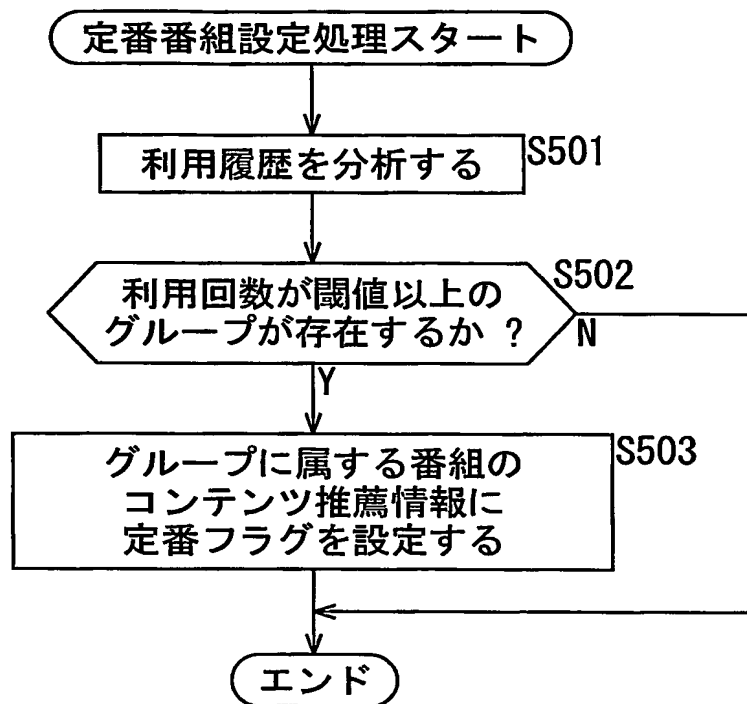 定番番組設定処理スタート
利用履歴を分析する
S501
利用回数が閾値以上の
グループが存在するか ?
S502
N
Y
グループに属する番組の
コンテンツ推薦情報に
定番フラグを設定する
S503
エンド